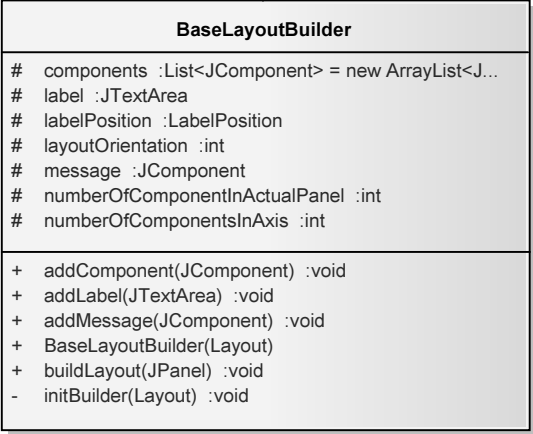 BaseLayoutBuilder
# components :List<JComponent> = new ArrayList<J...
# label :JTextArea
# labelPosition :LabelPosition
# layoutOrientation :int
# message :JComponent
# numberOfComponentInActualPanel :int
# numberOfComponentsInAxis :int
+ addComponent(JComponent) :void
+ addLabel(JTextArea) :void
+ addMessage(JComponent) :void
+ BaseLayoutBuilder(Layout)
+ buildLayout(JPanel) :void
- initBuilder(Layout) :void